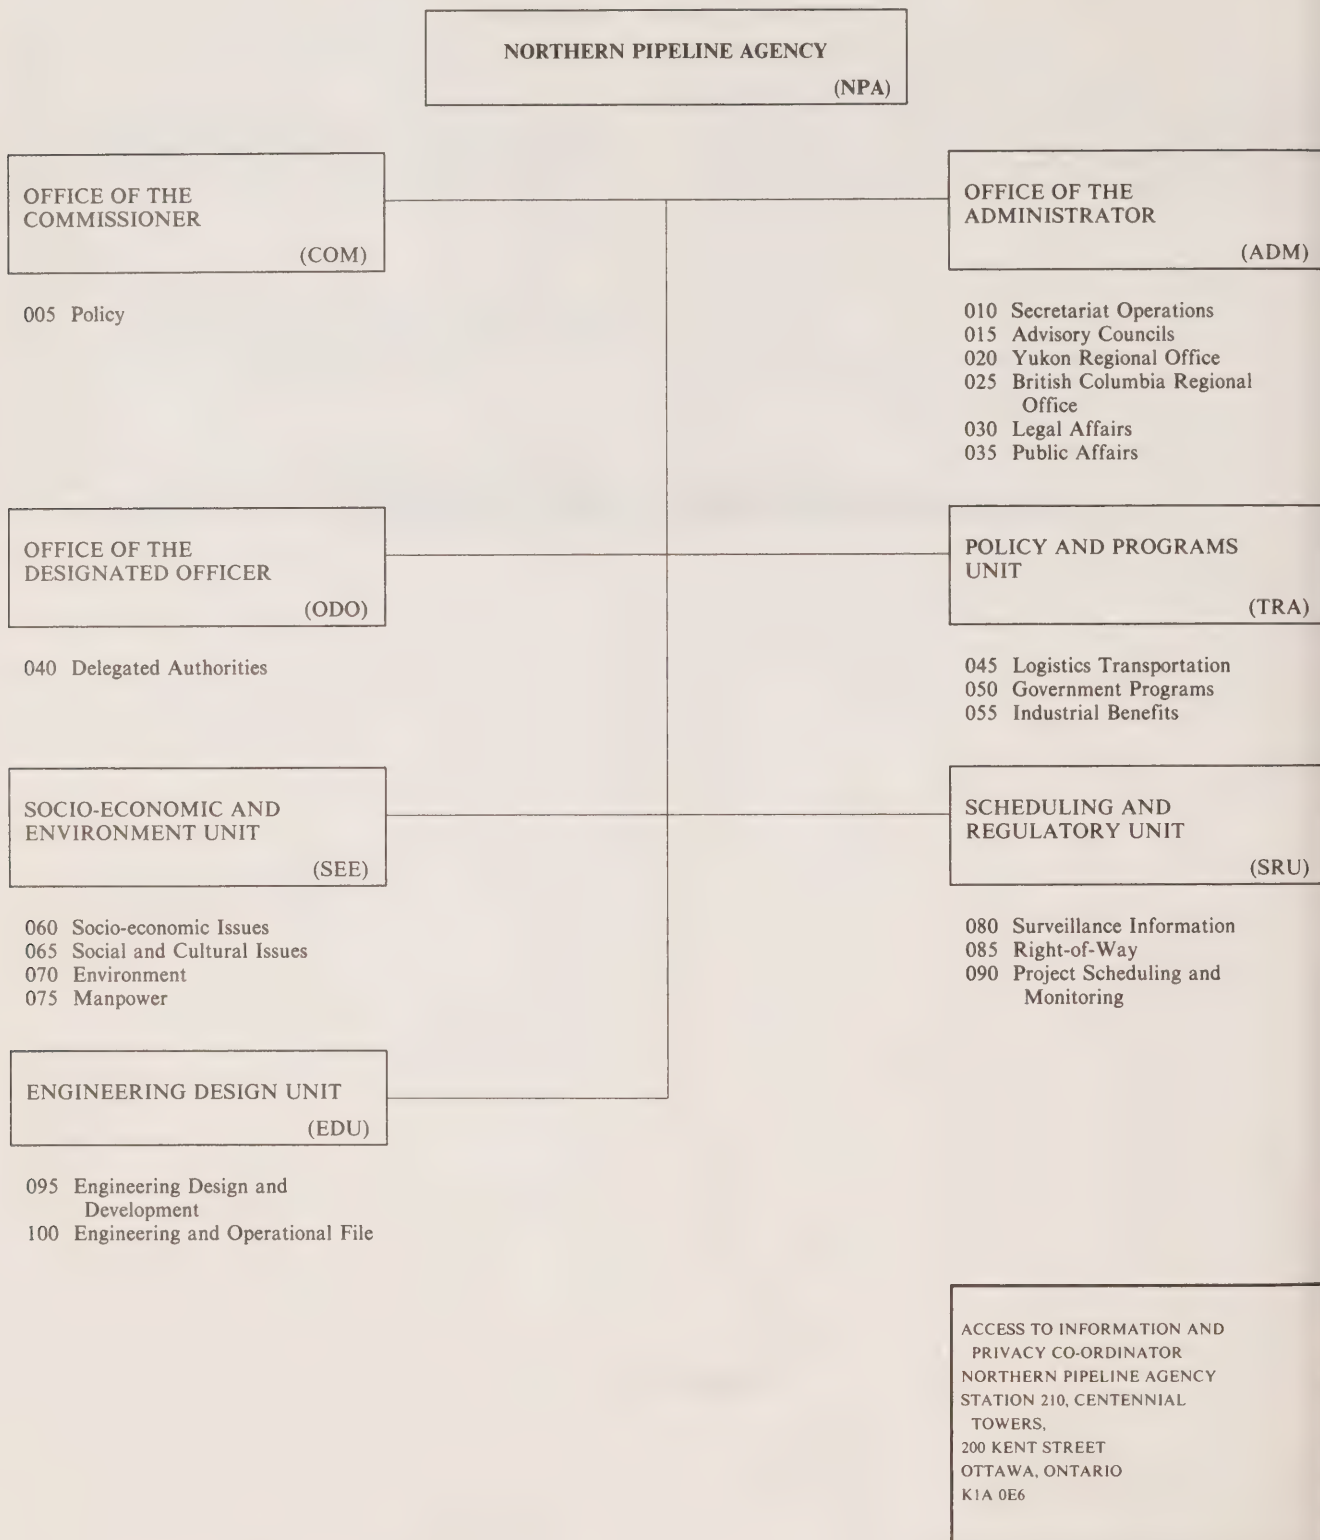 NORTHERN PIPELINE AGENCY
(NPA)
OFFICE OF THE
COMMISSIONER
(COM)
005 Policy
OFFICE OF THE
ADMINISTRATOR
(ADM)
010 Secretariat Operations
015 Advisory Councils
020 Yukon Regional Office
025 British Columbia Regional
Office
030 Legal Affairs
035 Public Affairs
OFFICE OF THE
DESIGNATED OFFICER
(ODO)
040 Delegated Authorities
POLICY AND PROGRAMS
UNIT
(TRA)
045 Logistics Transportation
050 Government Programs
055 Industrial Benefits
SOCIO-ECONOMIC AND
ENVIRONMENT UNIT
(SEE)
060 Socio-economic Issues
065 Social and Cultural Issues
070 Environment
075 Manpower
SCHEDULING AND
REGULATORY UNIT
(SRU)
080 Surveillance Information
085 Right-of-Way
090 Project Scheduling and
Monitoring
ENGINEERING DESIGN UNIT
(EDU)
095 Engineering Design and
Development
100 Engineering and Operational File
ACCESS TO INFORMATION AND
PRIVACY CO-ORDINATOR
NORTHERN PIPELINE AGENCY
STATION 210, CENTENNIAL
TOWERS,
200 KENT STREET
OTTAWA, ONTARIO
K1A 0E6